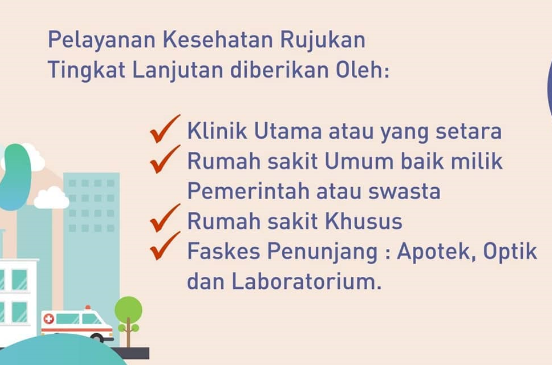 Pelayanan Kesehatan Rujukan
Tingkat Lanjutan diberikan Oleh:
Klinik Utama atau yang setara
Rumah sakit Umum baik milik
Pemerintah atau swasta
Rumah sakit Khusus
Faskes Penunjang : Apotek, Optik
dan Laboratorium.